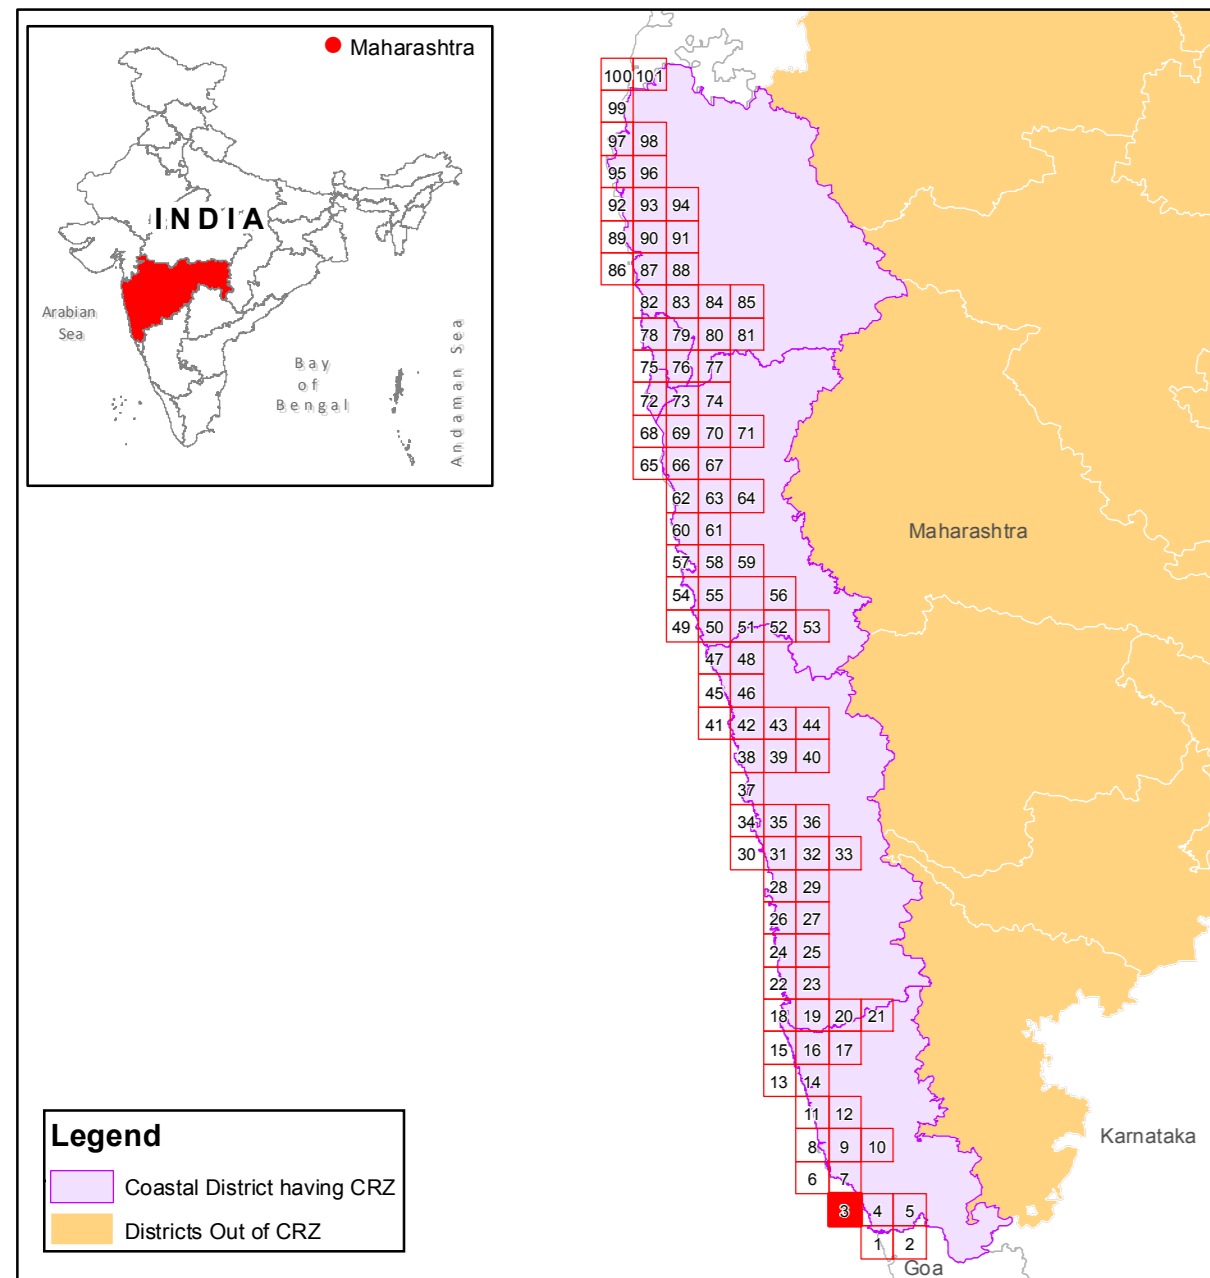 Maharashtra
INDIA
Arabian
Sea
Bay
of
Bengal
Andaman Sea
100 101
99
97 98
95 96
92 93 94
89 90 91
86 87 88
82 83 84 85
78 79 80 81
75 76 77
72 73 74
68 69 70 71
65 66 67
62 63 64
60 61
57 58 59
54 55 56
49 50 51 52 53
47 48
45 46
41 42 43 44
38 39 40
37
34 35 36
30 31 32 33
28 29
26 27
24 25
22 23
18 19 20 21
15 16 17
13 14
11 12
8 9 10
6 7
3 4 5
1 2
Maharashtra
Karnataka
Goa
Legend
Coastal District having CRZ
Districts Out of CRZ